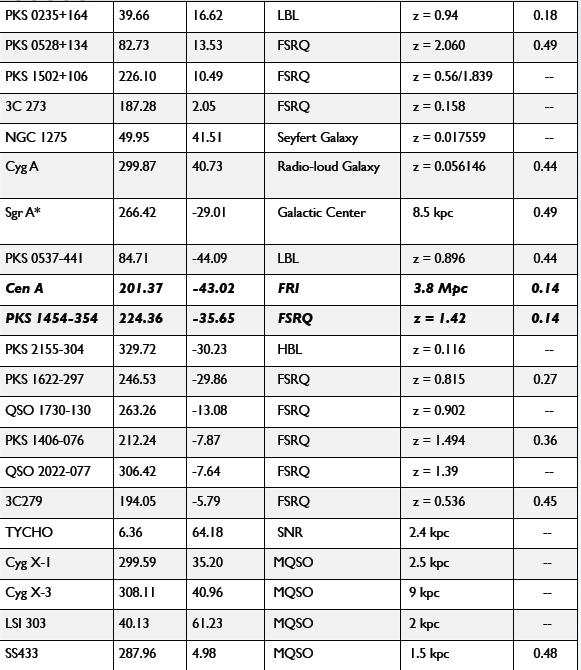 PKS 0235+164 39.66 16.62 LBL z = 0.94 0.18
PKS 0528+134 82.73 13.53 FSRQ z = 2.060 0.49
PKS 1502+106 226.10 10.49 FSRQ z = 0.56/1.839 --
3C 273 187.28 2.05 FSRQ z = 0.158 --
NGC 1275 49.95 41.51 Seyfert Galaxy z = 0.017559 --
Cyg A 299.87 40.73 Radio-loud Galaxy z = 0.056146 0.44
Sgr A* 266.42 -29.01 Galactic Center 8.5 kpc 0.49
PKS 0537-441 84.71 -44.09 LBL z = 0.896 0.44
Cen A 201.37 -43.02 FRI 3.8 Mpc 0.14
PKS 1454-354 224.36 -35.65 FSRQ z = 1.42 0.14
PKS 2155-304 329.72 -30.23 HBL z = 0.116 --
PKS 1622-297 246.53 -29.86 FSRQ z = 0.815 0.27
QSO 1730-130 263.26 -13.08 FSRQ z = 0.902 --
PKS 1406-076 212.24 -7.87 FSRQ z = 1.494 0.36
QSO 2022-077 306.42 -7.64 FSRQ z = 1.39 --
3C279 194.05 -5.79 FSRQ z = 0.536 0.45
TYCHO 6.36 64.18 SNR 2.4 kpc --
Cyg X-1 299.59 35.20 MQSO 2.5 kpc --
Cyg X-3 308.11 40.96 MQSO 9 kpc --
LSI 303 40.13 61.23 MQSO 2 kpc --
SS433 287.96 4.98 MQSO 1.5 kpc 0.48